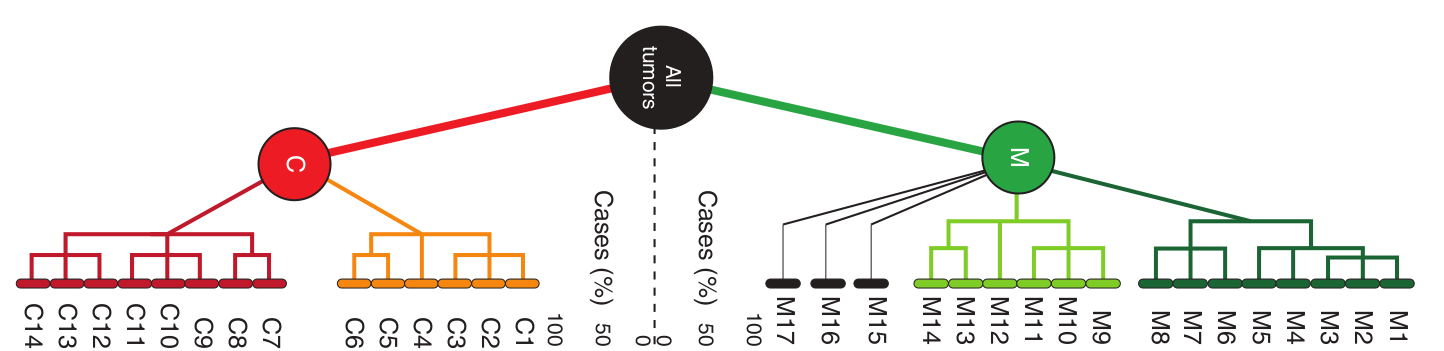 All
tumors
C
M
Cases (%)
Cases (%)
C14
C13
C12
C11
C10
C9
C8
C7
C6
C5
C4
C3
C2
C1
100
50
0
0
50
100
M17
M16
M15
M14
M13
M12
M11
M10
M9
M8
M7
M6
M5
M4
M3
M2
M1